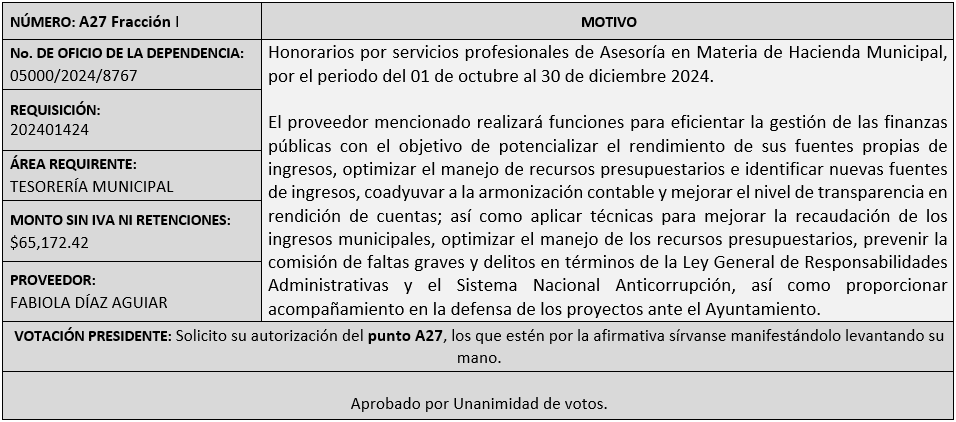 NÚMERO: A27 Fracción I
MOTIVO
No. DE OFICIO DE LA DEPENDENCIA:
05000/2024/8767
REQUISICIÓN:
202401424
ÁREA REQUIRENTE:
TESORERÍA MUNICIPAL
MONTO SIN IVA NI RETENCIONES:
$65,172.42
PROVEEDOR:
FABIOLA DÍAZ AGUIAR
Honorarios por servicios profesionales de Asesoría en Materia de Hacienda Municipal,
por el periodo del 01 de octubre al 30 de diciembre 2024.
El proveedor mencionado realizará funciones para eficientar la gestión de las finanzas
públicas con el objetivo de potencializar el rendimiento de sus fuentes propias de
ingresos, optimizar el manejo de recursos presupuestarios e identificar nuevas fuentes
de ingresos, coadyuvar a la armonización contable y mejorar el nivel de transparencia en
rendición de cuentas; así como aplicar técnicas para mejorar la recaudación de los
ingresos municipales, optimizar el manejo de los recursos presupuestarios, prevenir la
comisión de faltas graves y delitos en términos de la Ley General de Responsabilidades
Administrativas y el Sistema Nacional Anticorrupción, así como proporcionar
acompañamiento en la defensa de los proyectos ante el Ayuntamiento.
VOTACIÓN PRESIDENTE: Solicito su autorización del punto A27, los que estén por la afirmativa sírvanse manifestándolo levantando su
mano.
Aprobado por Unanimidad de votos.